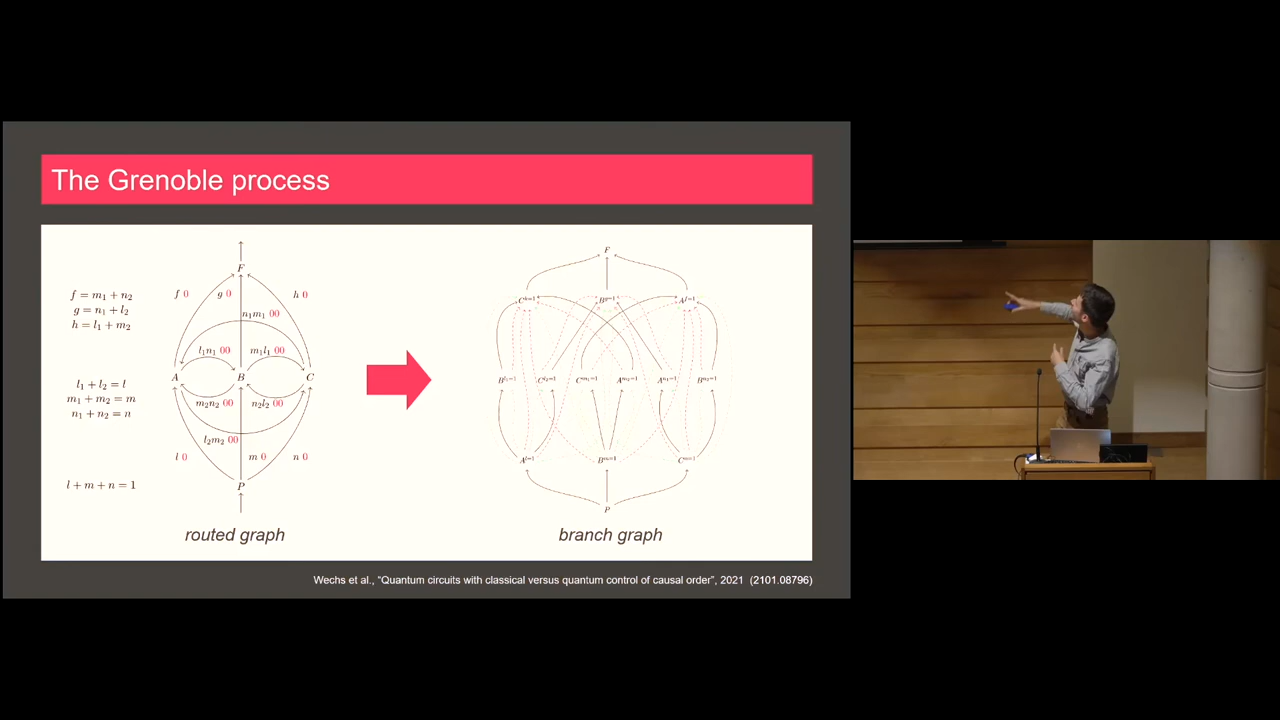 The Grenoble process
F
f 0
g 0
h 0
f = m₁ + n₂
g = n₁ + l₂
h = l₁ + m₂
n₁m₁ 00
l₁n₁ 00
m₁l₁ 00
A
B
C
l₁ + l₂ = l
m₁ + m₂ = m
n₁ + n₂ = n
m₂n₂ 00
n₂l₂ 00
l₂m₂ 00
l 0
m 0
n 0
l + m + n = 1
P
routed graph
F
P
branch graph
Wechs et al., "Quantum circuits with classical versus quantum control of causal order", 2021 (2101.08796)